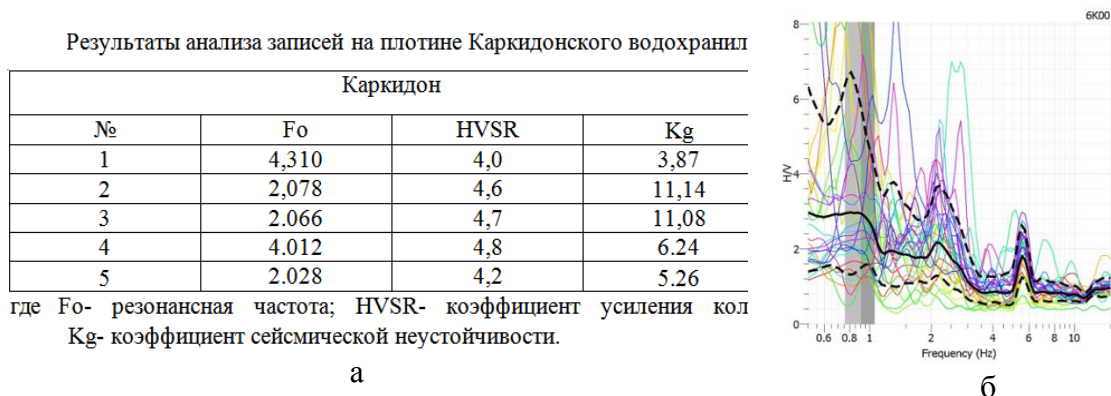 Результаты анализа записей на плотине Каркидонского водохранил
Каркидон
№ Fo HVSR Kg
1 4,310 4,0 3,87
2 2,078 4,6 11,14
3 2.066 4,7 11,08
4 4.012 4,8 6.24
5 2.028 4,2 5.26
где Fo- резонансная частота; HVSR- коэффициент усиления кол
Kg- коэффициент сейсмической неустойчивости.
а
6K00
8
6
4
2
0
H/V
0.6 0.8 1 2 4 6 8 10
Frequency (Hz)
б